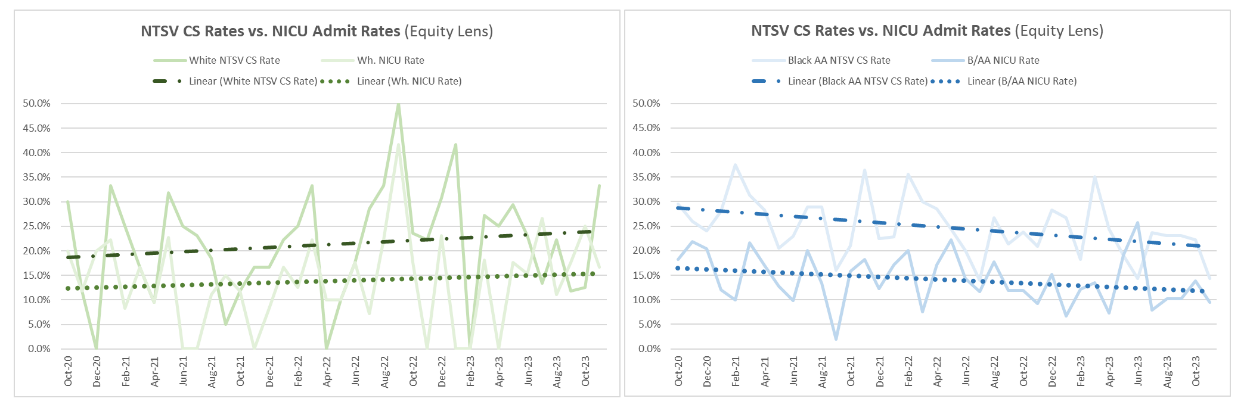 NTSV CS Rates vs. NICU Admit Rates (Equity Lens)
White NTSV CS Rate
Wh. NICU Rate
Linear (White NTSV CS Rate)
Linear (Wh. NICU Rate)
50.0%
45.0%
40.0%
35.0%
30.0%
25.0%
20.0%
15.0%
10.0%
5.0%
0.0%
Oct-20
Dec-20
Feb-21
Apr-21
Jun-21
Aug-21
Oct-21
Dec-21
Feb-22
Apr-22
Jun-22
Aug-22
Oct-22
Dec-22
Feb-23
Apr-23
Jun-23
Aug-23
Oct-23
NTSV CS Rates vs. NICU Admit Rates (Equity Lens)
Black AA NTSV CS Rate
B/AA NICU Rate
Linear (Black AA NTSV CS Rate)
Linear (B/AA NICU Rate)
50.0%
45.0%
40.0%
35.0%
30.0%
25.0%
20.0%
15.0%
10.0%
5.0%
0.0%
Oct-20
Dec-20
Feb-21
Apr-21
Jun-21
Aug-21
Oct-21
Dec-21
Feb-22
Apr-22
Jun-22
Aug-22
Oct-22
Dec-22
Feb-23
Apr-23
Jun-23
Aug-23
Oct-23